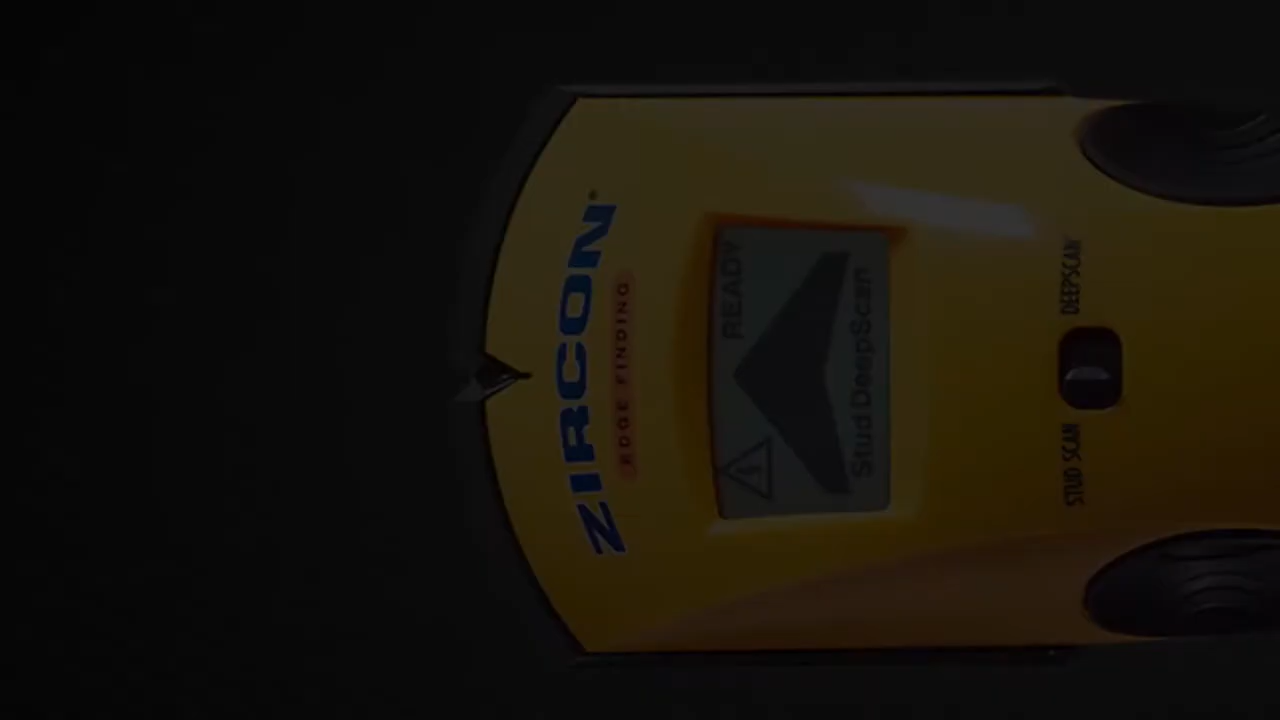 ZIRCON®
EDGE FINDING
READY
Stud DeepScan
STUD SCAN
DEEPSCAN